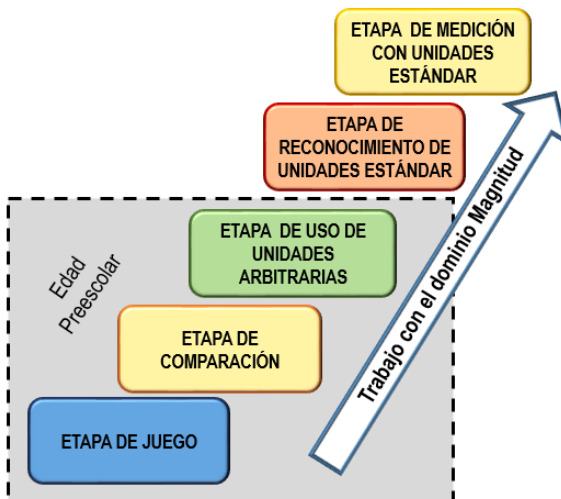 ETAPA DE MEDICIÓN
CON UNIDADES
ESTÁNDAR
ETAPA DE
RECONOCIMIENTO DE
UNIDADES ESTÁNDAR
ETAPA DE USO DE
UNIDADES
ARBITRARIAS
Edad
Preescolar
ETAPA DE
COMPARACIÓN
ETAPA DE JUEGO
Trabajo con el dominio Magnitud